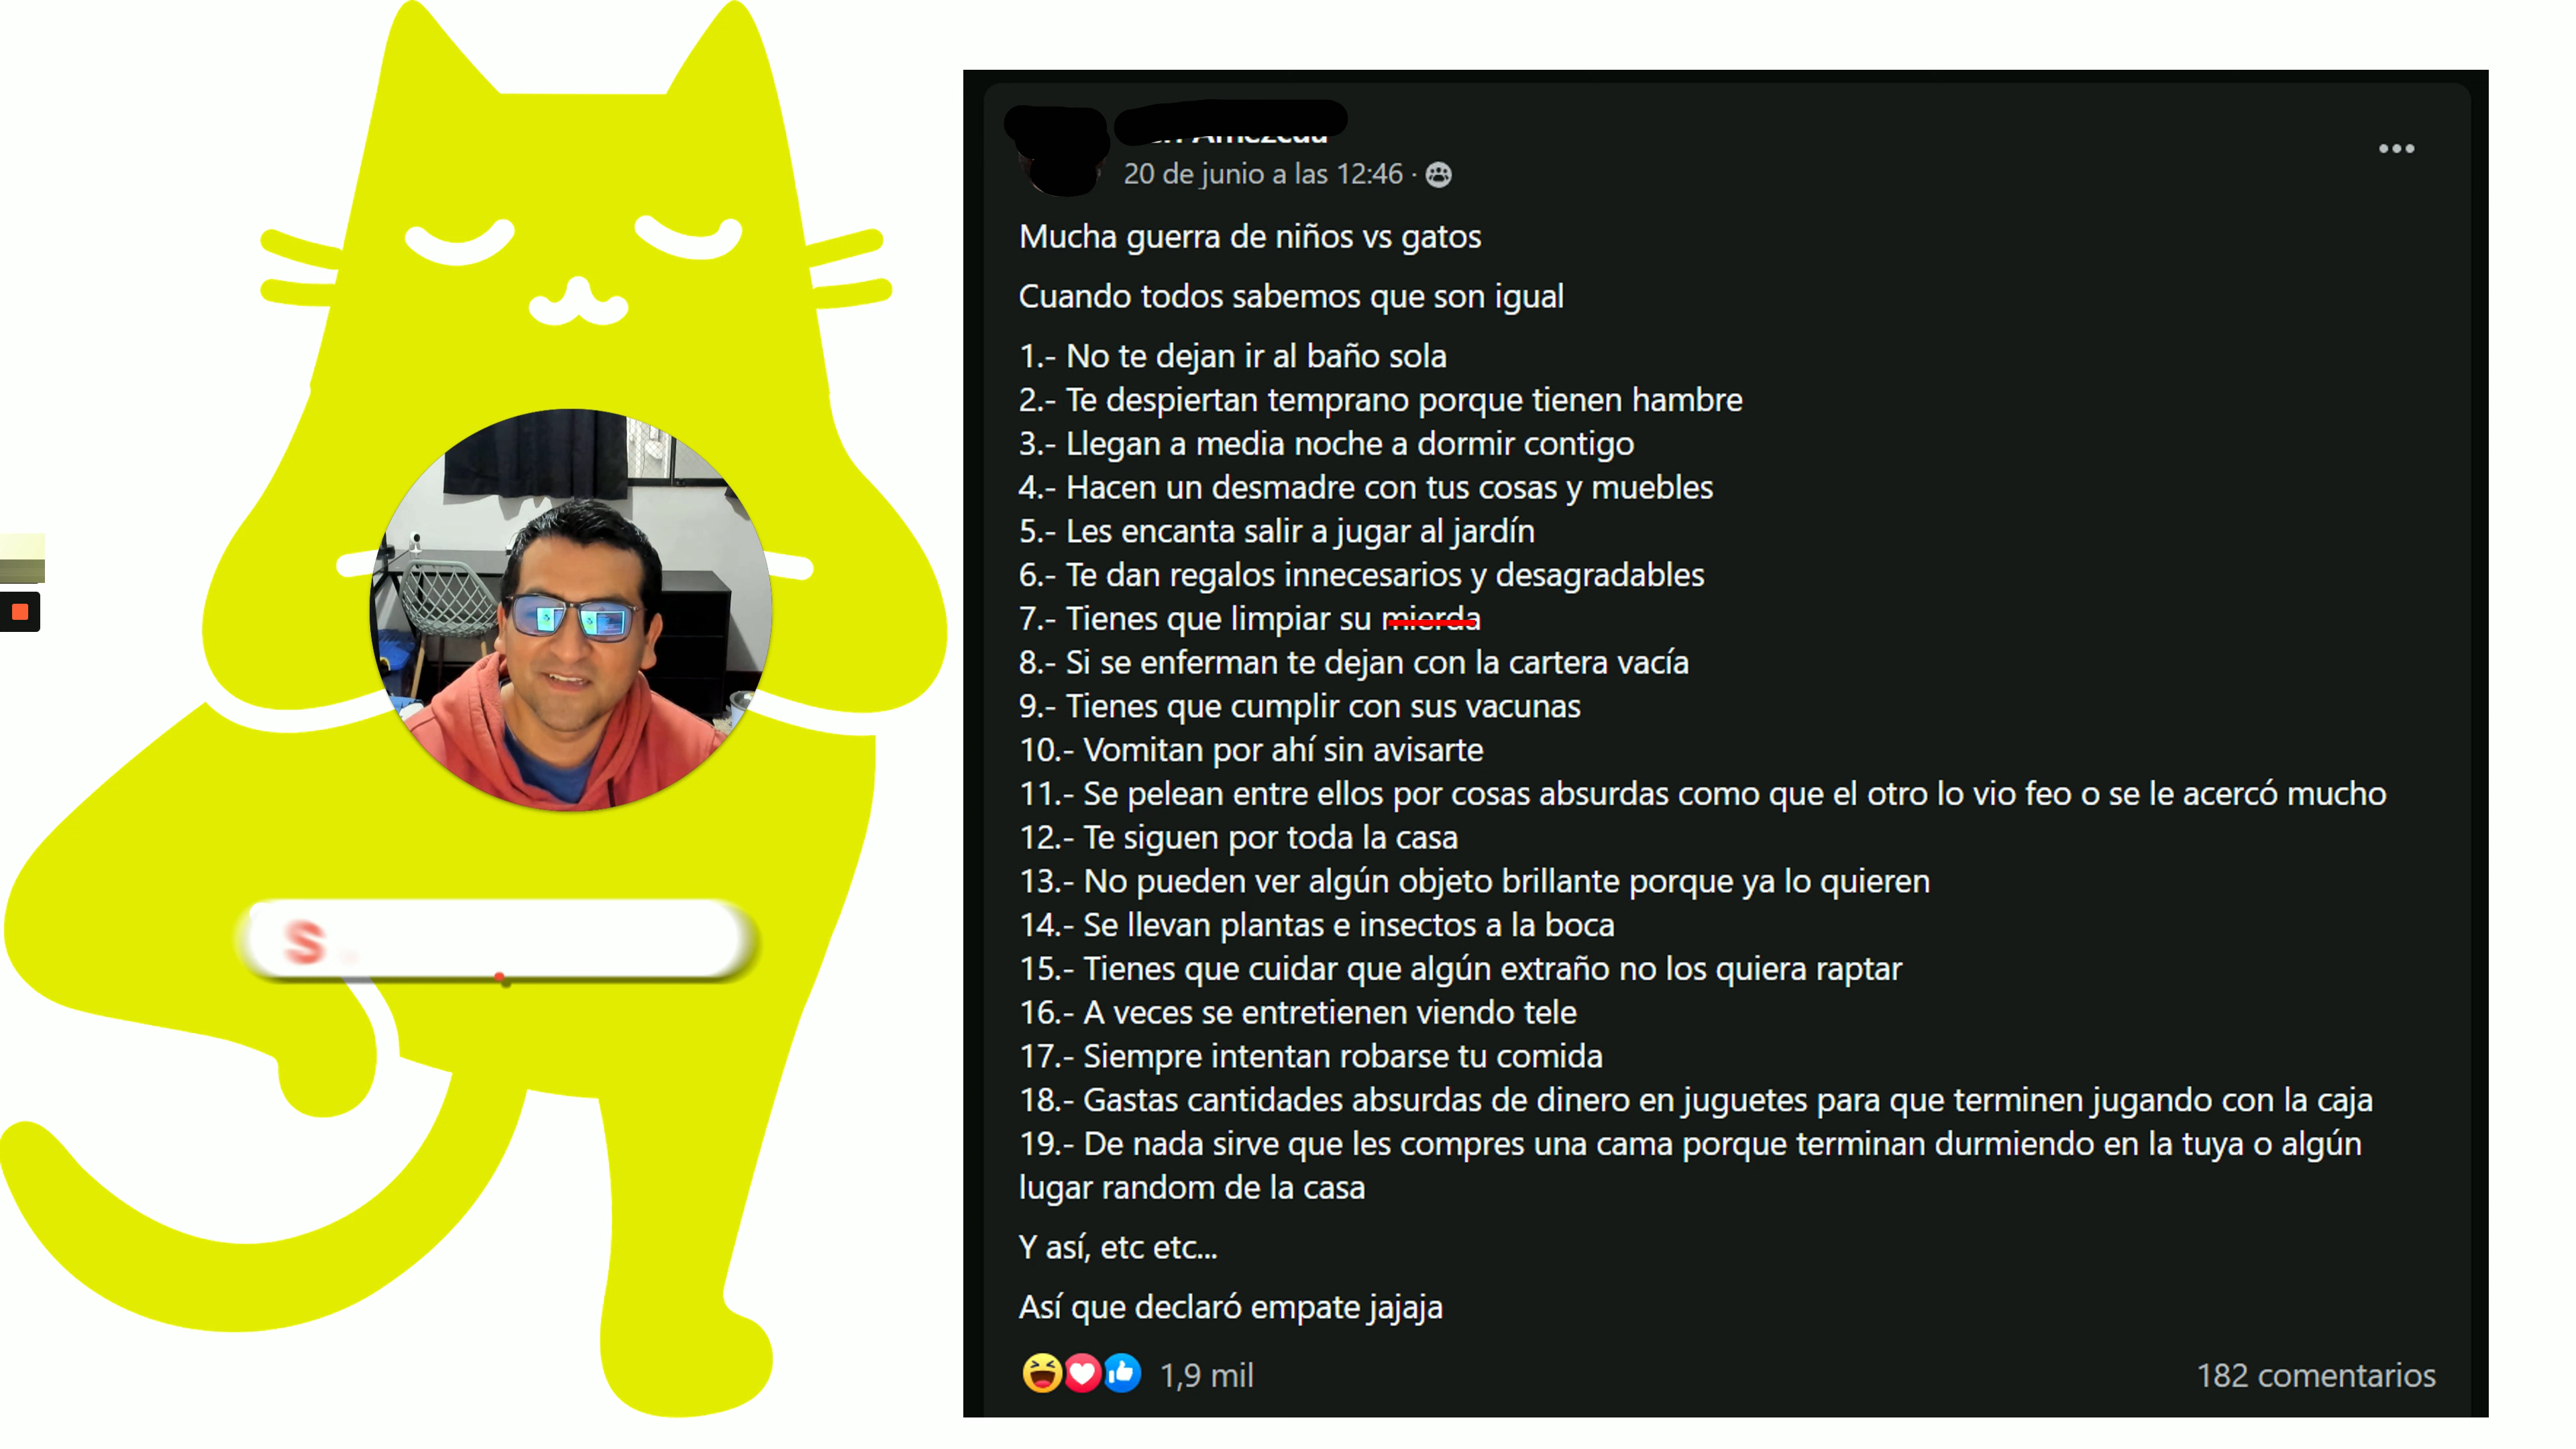 S
20 de junio a las 12:46 ·
Mucha guerra de niños vs gatos
Cuando todos sabemos que son igual
1.- No te dejan ir al baño sola
2.- Te despiertan temprano porque tienen hambre
3.- Llegan a media noche a dormir contigo
4.- Hacen un desmadre con tus cosas y muebles
5.- Les encanta salir a jugar al jardín
6.- Te dan regalos innecesarios y desagradables
7.- Tienes que limpiar su mierda
8.- Si se enferman te dejan con la cartera vacía
9.- Tienes que cumplir con sus vacunas
10.- Vomitan por ahí sin avisarte
11.- Se pelean entre ellos por cosas absurdas como que el otro lo vio feo o se le acercó mucho
12.- Te siguen por toda la casa
13.- No pueden ver algún objeto brillante porque ya lo quieren
14.- Se llevan plantas e insectos a la boca
15.- Tienes que cuidar que algún extraño no los quiera raptar
16.- A veces se entretienen viendo tele
17.- Siempre intentan robarse tu comida
18.- Gastas cantidades absurdas de dinero en juguetes para que terminen jugando con la caja
19.- De nada sirve que les compres una cama porque terminan durmiendo en la tuya o algún
lugar random de la casa
Y así, etc etc...
Así que declaró empate jajaja
1,9 mil
182 comentarios